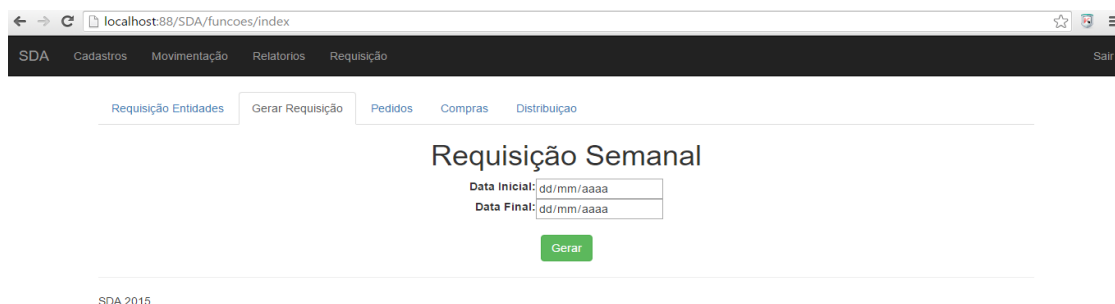 localhost:88/SDA/funcoes/index
SDA Cadastros Movimentação Relatorios Requisição Sair
Requisição Entidades Gerar Requisição Pedidos Compras Distribuiçao
Requisição Semanal
Data Inicial: dd/mm/aaaa
Data Final: dd/mm/aaaa
Gerar
SDA 2015